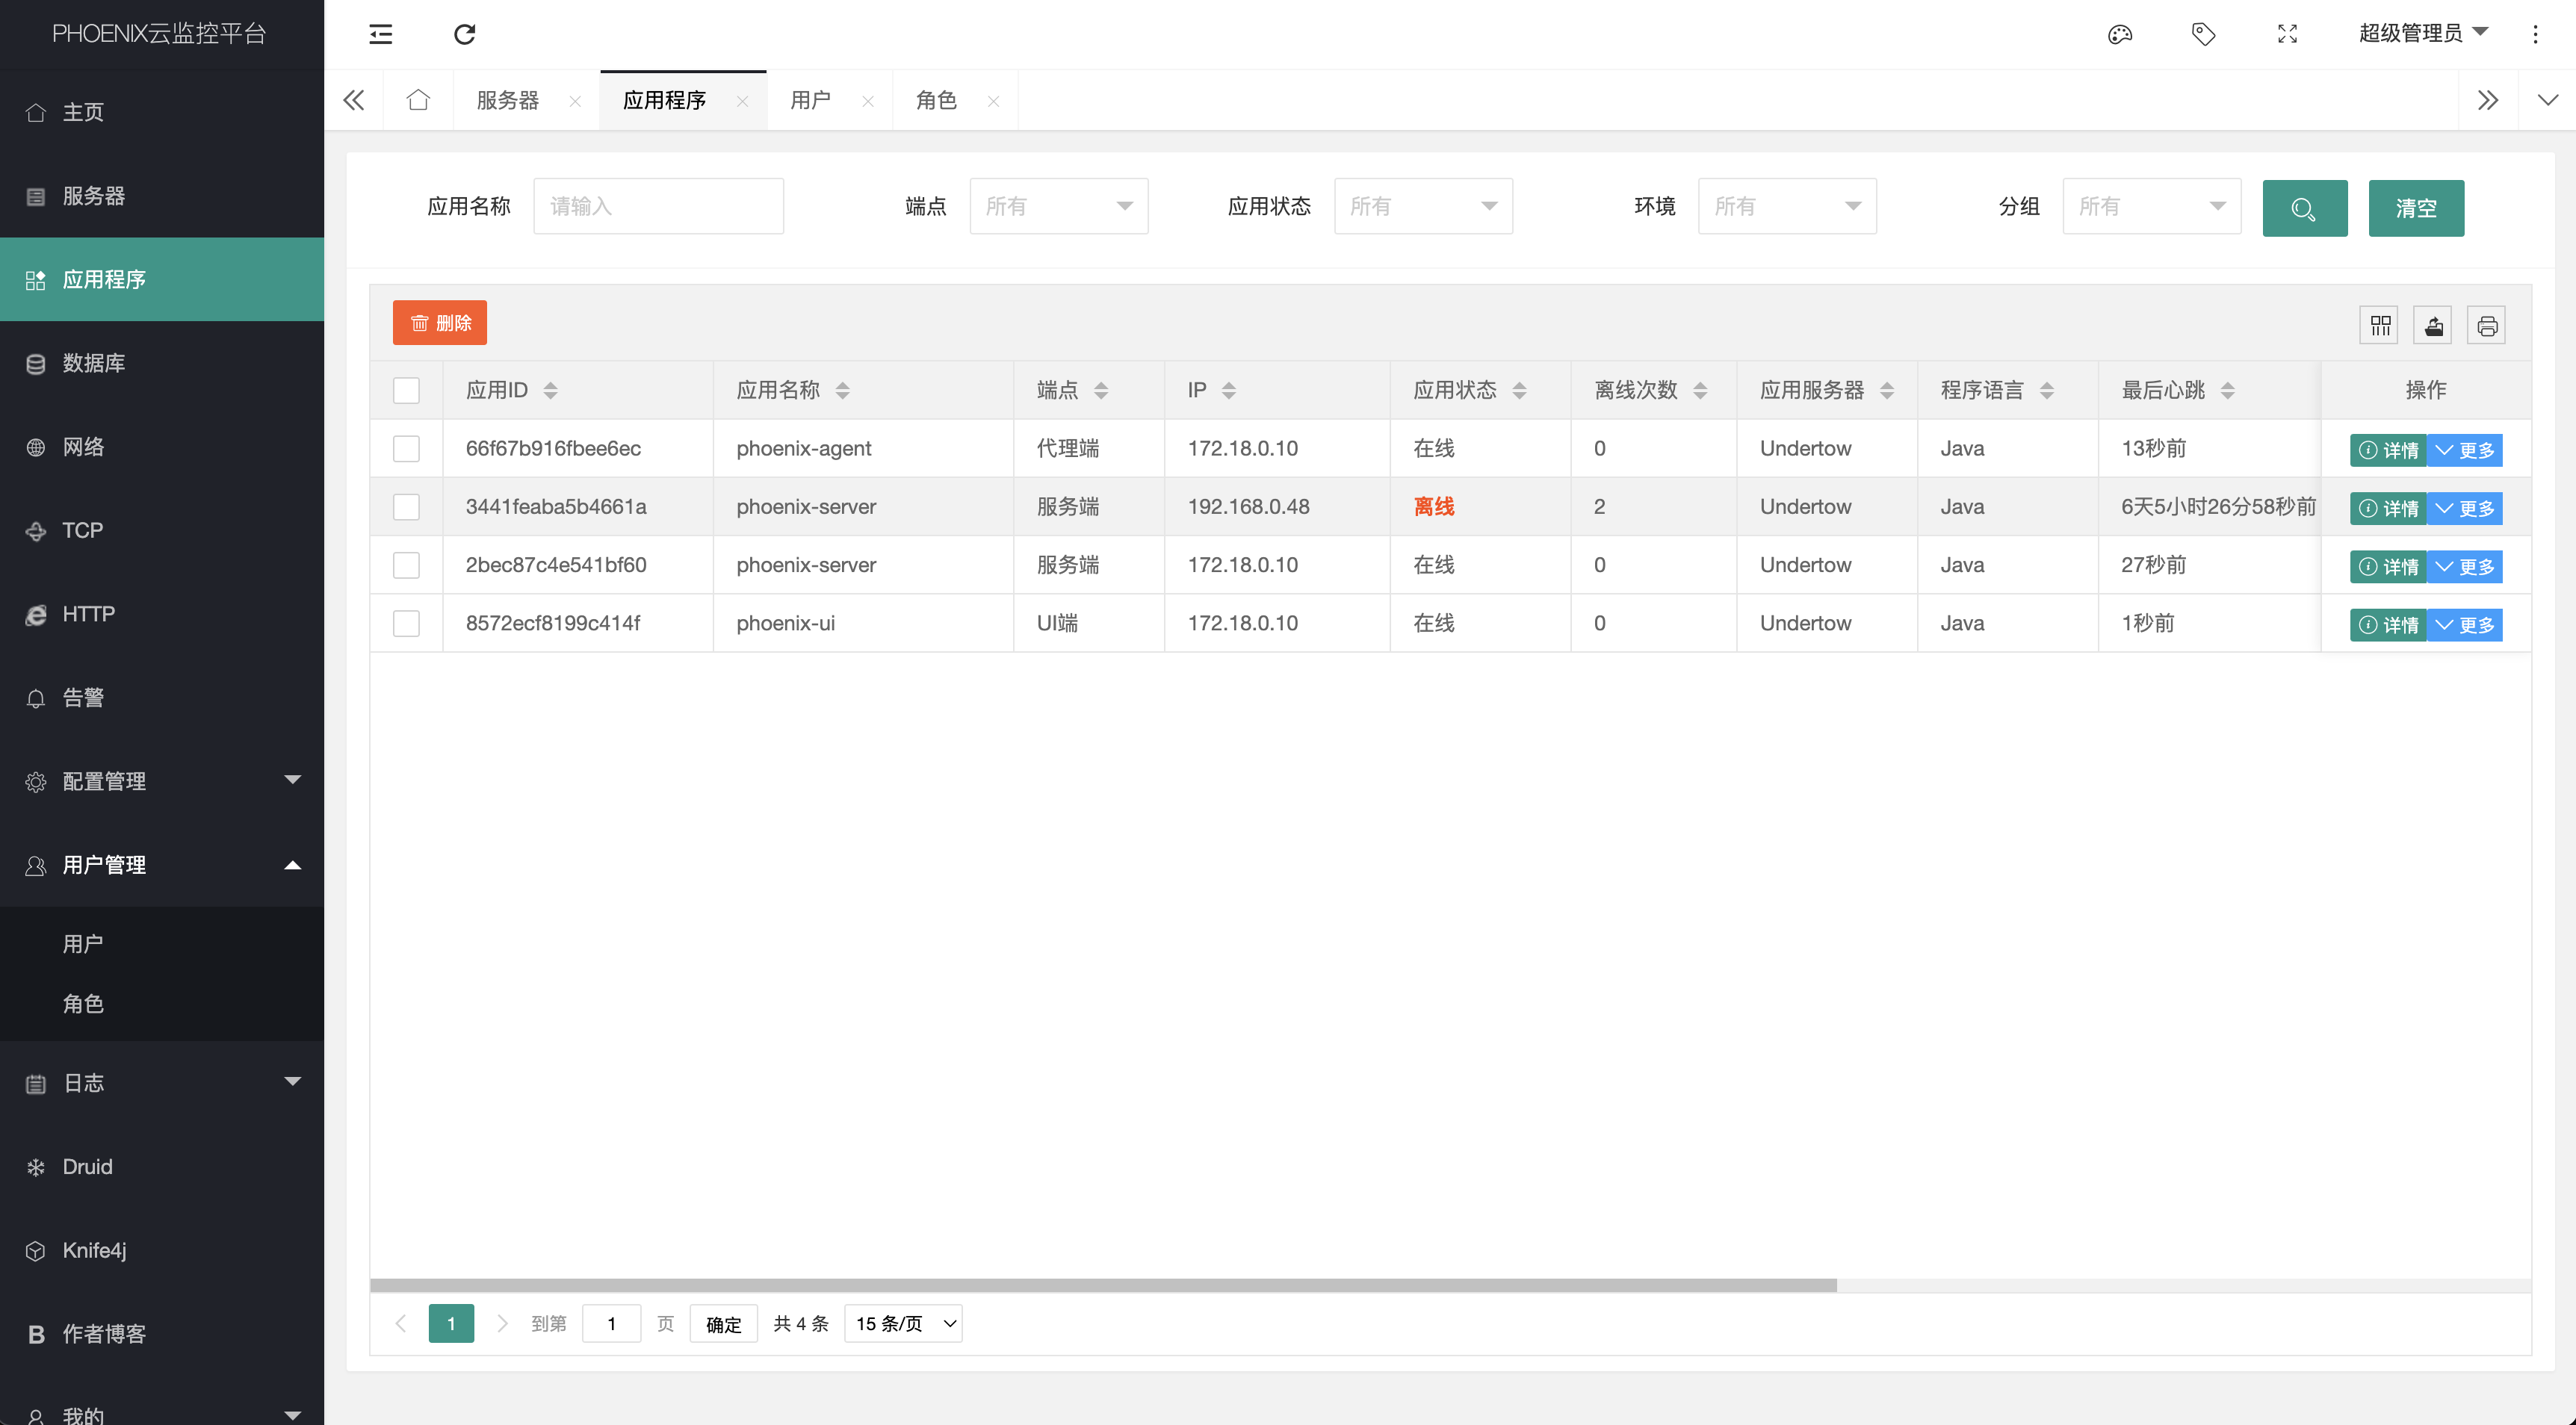 PHOENIX云监控平台
超级管理员
主页
服务器
应用程序
数据库
网络
TCP
HTTP
告警
配置管理
用户管理
用户
角色
日志
Druid
Knife4j
作者博客
我的
服务器 应用程序 用户 角色
应用名称 请输入 端点 所有 应用状态 所有 环境 所有 分组 所有 清空
删除
应用ID 应用名称 端点 IP 应用状态 离线次数 应用服务器 程序语言 最后心跳 操作
66f67b916fbee6ec phoenix-agent 代理端 172.18.0.10 在线 0 Undertow Java 13秒前 详情 更多
3441feaba5b4661a phoenix-server 服务端 192.168.0.48 离线 2 Undertow Java 6天5小时26分58秒前 详情 更多
2bec87c4e541bf60 phoenix-server 服务端 172.18.0.10 在线 0 Undertow Java 27秒前 详情 更多
8572ecf8199c414f phoenix-ui UI端 172.18.0.10 在线 0 Undertow Java 1秒前 详情 更多
1 到第 1 页 确定 共 4 条 15 条/页